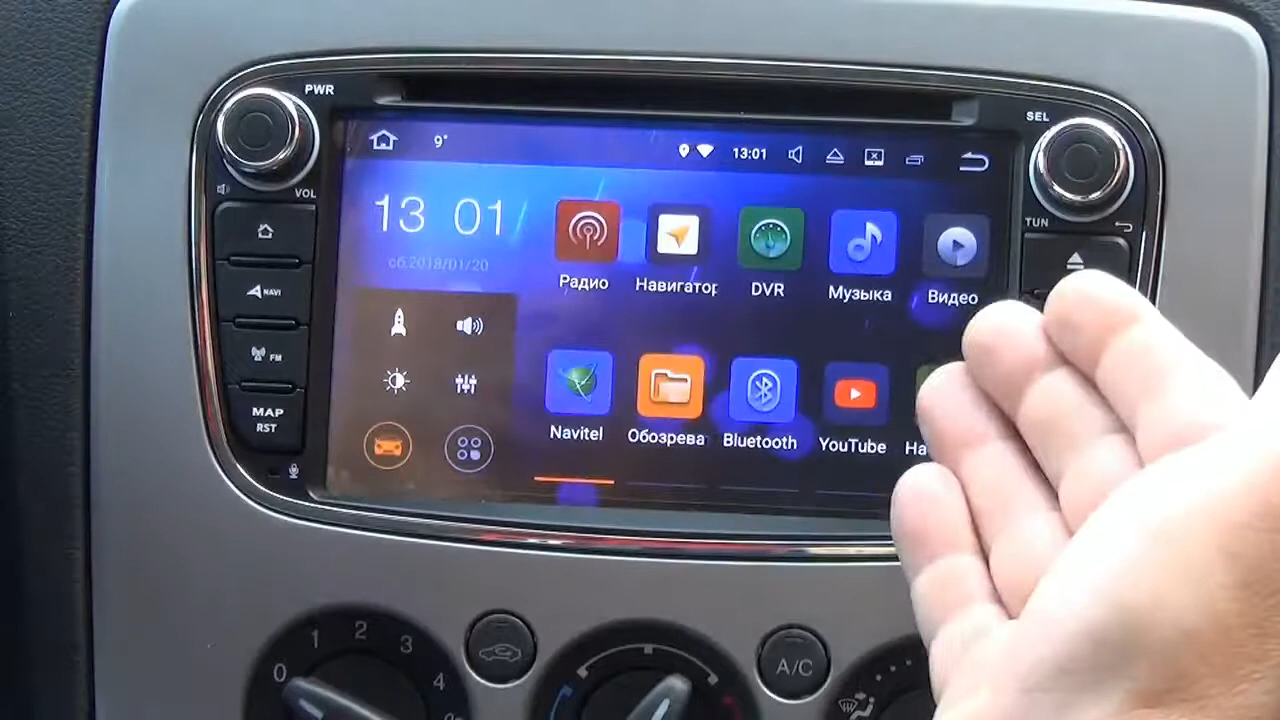 PWR
SEL
9°
13:01
VOL
TUN
13 01
сб.2018/01/20
Радио
Навигатор
DVR
Музыка
Видео
NAVI
FM
MAP
RST
Navitel
Обозрева
Bluetooth
YouTube
На
0
1
2
3
4
A/C